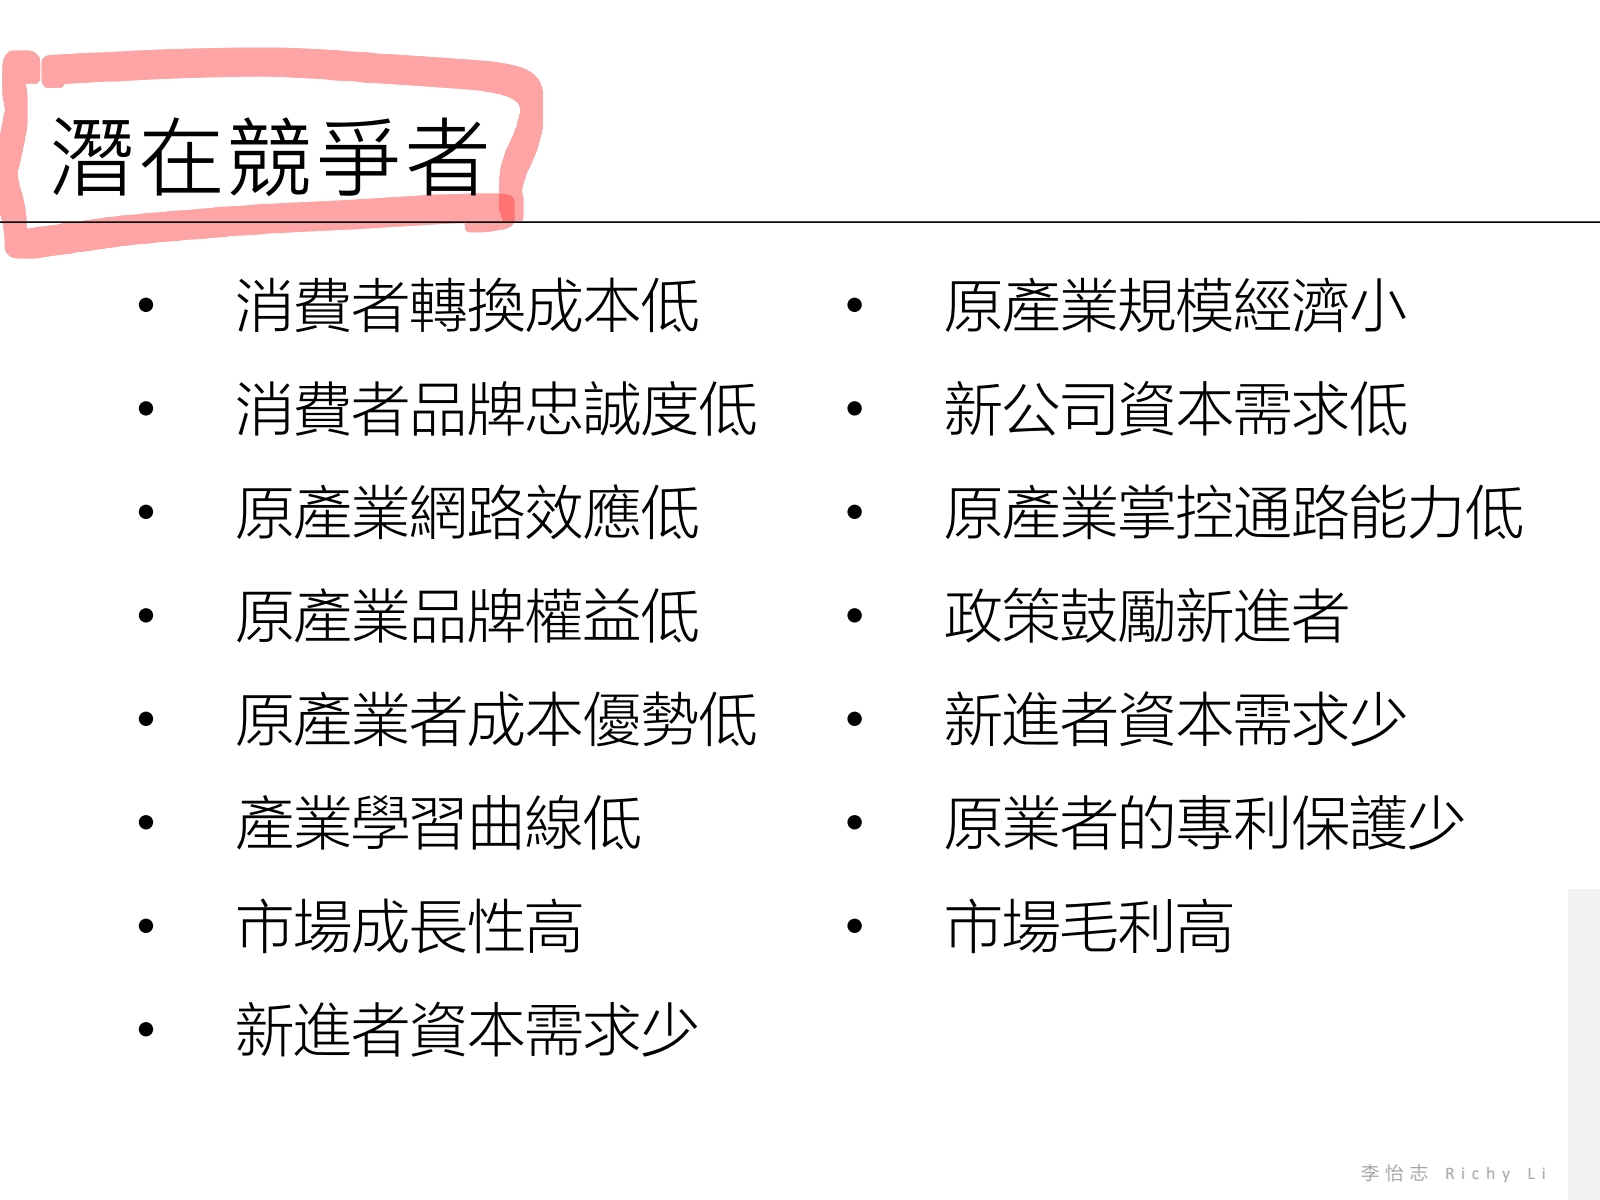 潛在競爭者
• 消費者轉換成本低
• 消費者品牌忠誠度低
• 原產業網路效應低
• 原產業品牌權益低
• 原產業者成本優勢低
• 產業學習曲線低
• 市場成長性高
• 新進者資本需求少
• 原產業規模經濟小
• 新公司資本需求低
• 原產業掌控通路能力低
• 政策鼓勵新進者
• 新進者資本需求少
• 原業者的專利保護少
• 市場毛利高
李怡志 Richy Li